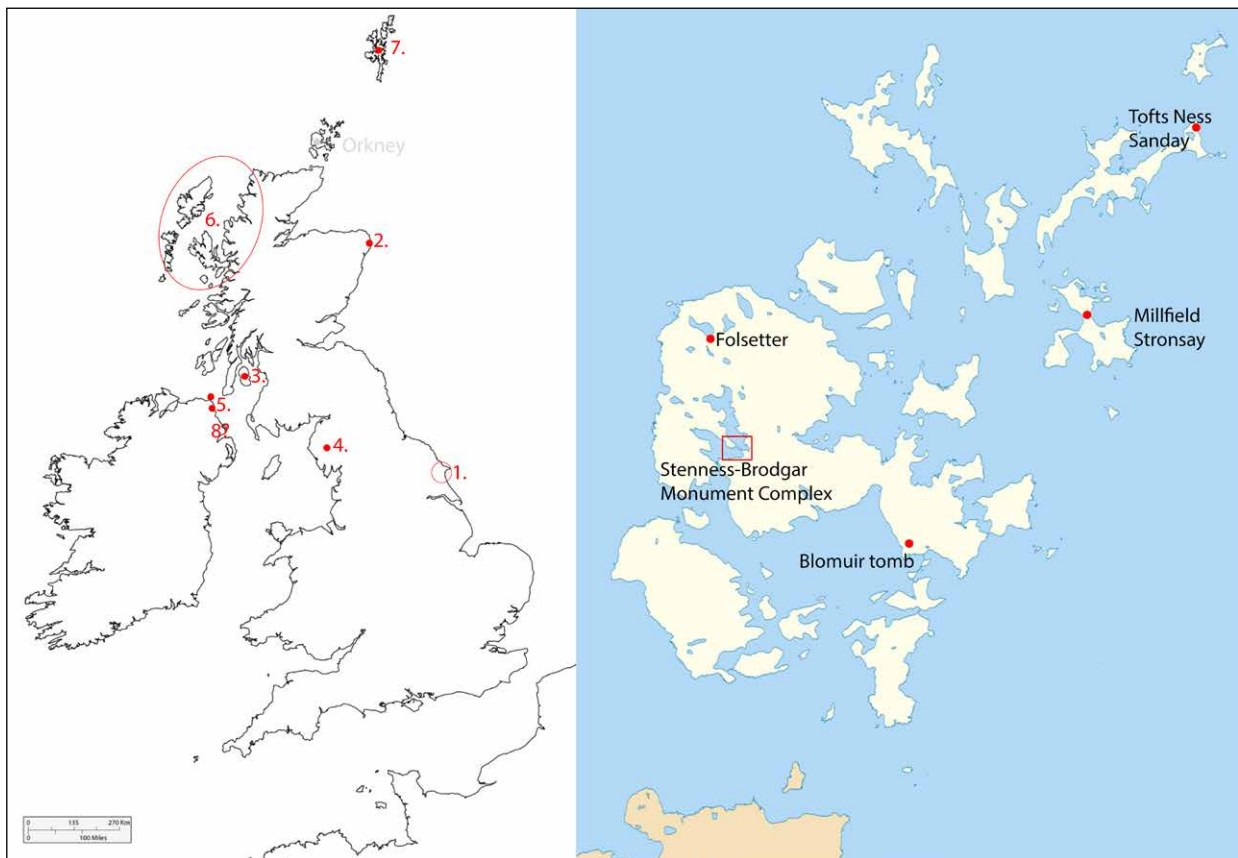 7.
Orkney
6.
2.
3.
5.
8?
4.
1.
0 135 270 Km
0 100 Miles
Tofts Ness
Sanday
Millfield
Stronsay
Folsetter
Stenness-Brodgar
Monument Complex
Blomuir tomb